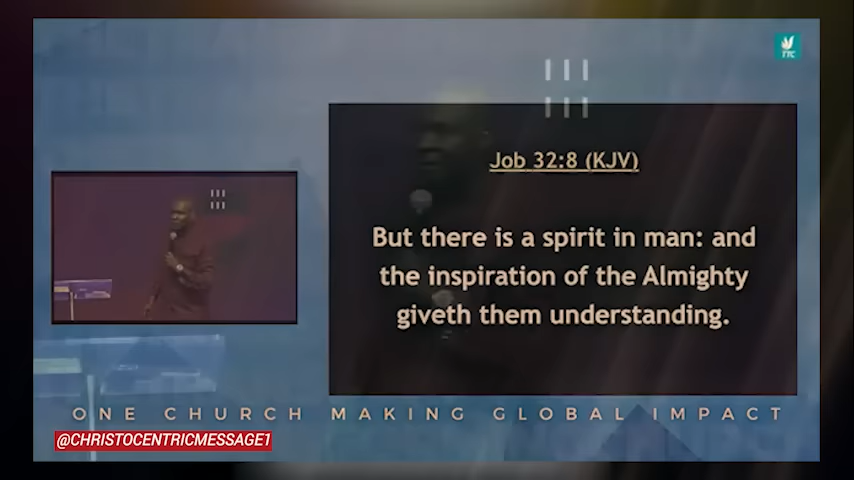 TTC
Job 32:8 (KJV)
But there is a spirit in man: and
the inspiration of the Almighty
giveth them understanding.
ONE CHURCH MAKING GLOBAL IMPACT
@CHRISTOCENTRICMESSAGE1